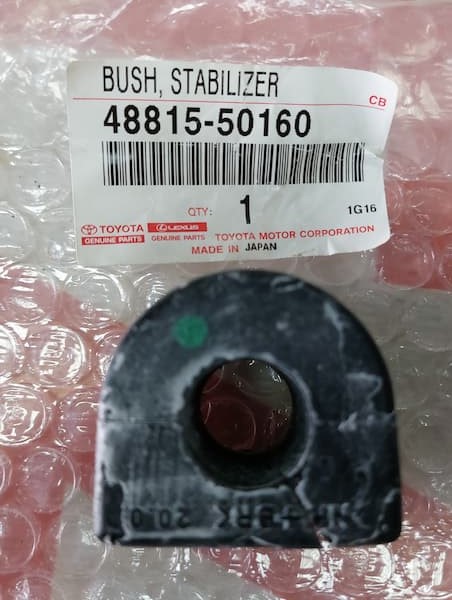 BUSH, STABILIZER
CB
48815-50160
QTY: 1 1G16
TOYOTA LEXUS TOYOTA MOTOR CORPORATION
GENUINE PARTS GENUINE PARTS MADE IN JAPAN